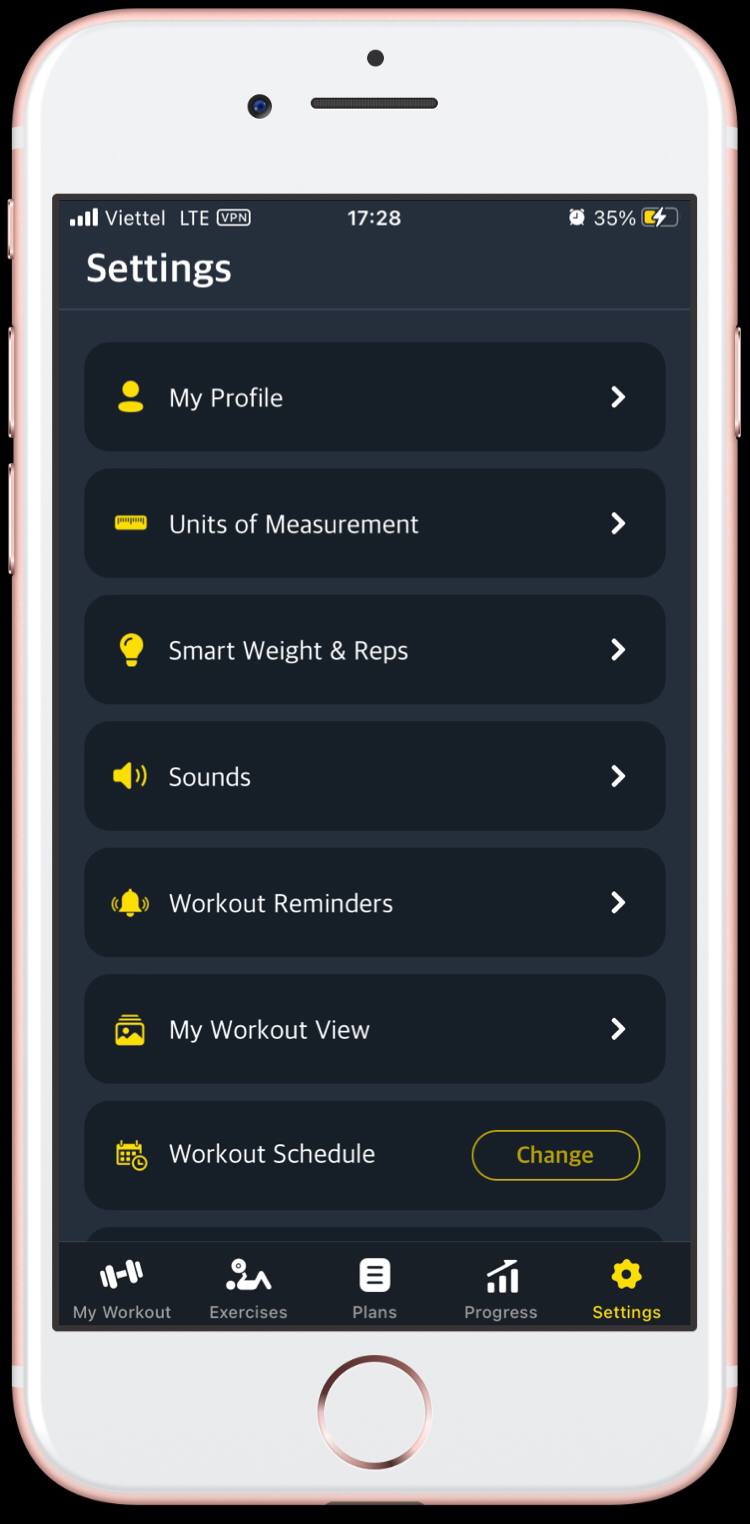 Viettel LTE VPN 17:28 35%
Settings
My Profile
Units of Measurement
Smart Weight & Reps
Sounds
Workout Reminders
My Workout View
Workout Schedule Change
My Workout Exercises Plans Progress Settings